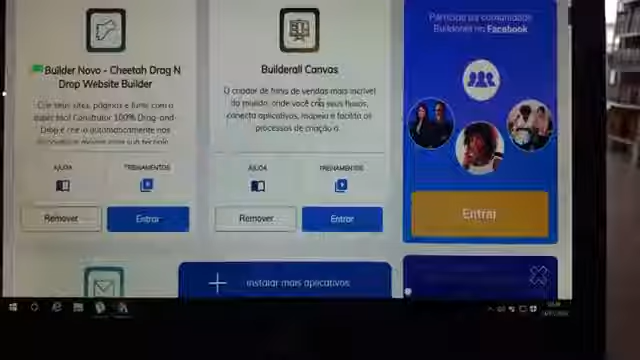 Builder Novo - Cheetah Drag N
Drop Website Builder
Crie seus sites, páginas e funis com o
super fácil Construtor 100% Drag-and-
Drop e crie automaticamente nos
AJUDA
TREINAMENTOS
Remover
Entrar
Builderall Canvas
O criador de funis de vendas mais incrível
do mundo, onde você cria seus fluxos,
conecta aplicativos, mapeia e facilita os
processos de criação d
AJUDA
TREINAMENTOS
Remover
Entrar
Participe da comunidade
Builderall no Facebook
Entrar
Instalar mais aplicativos